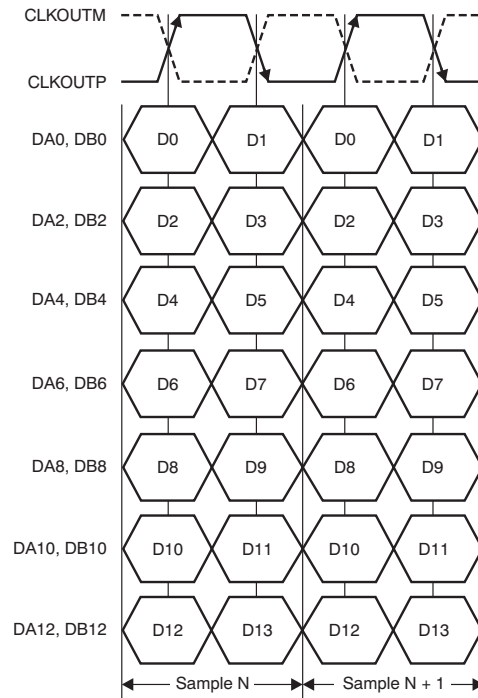 CLKOUTM
CLKOUTP
DA0, DB0 D0 D1 D0 D1
DA2, DB2 D2 D3 D2 D3
DA4, DB4 D4 D5 D4 D5
DA6, DB6 D6 D7 D6 D7
DA8, DB8 D8 D9 D8 D9
DA10, DB10 D10 D11 D10 D11
DA12, DB12 D12 D13 D12 D13
Sample N Sample N + 1